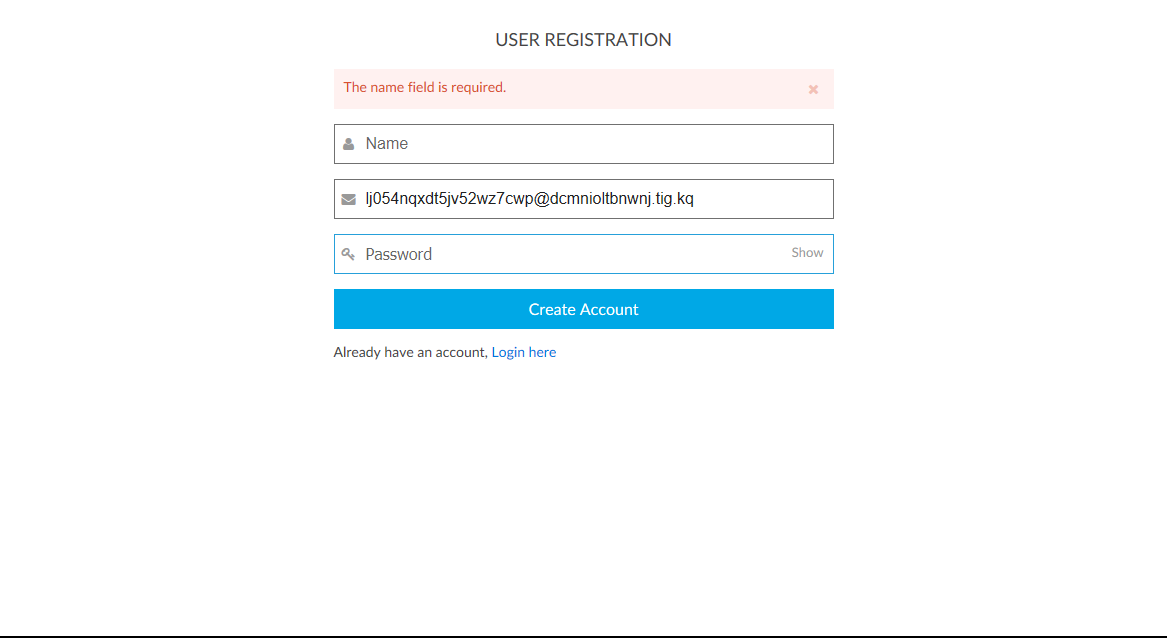 USER REGISTRATION
The name field is required.
Name
lj054nqxdt5jv52wz7cwp@dcmnioltbnwnj.tig.kq
Password Show
Create Account
Already have an account, Login here